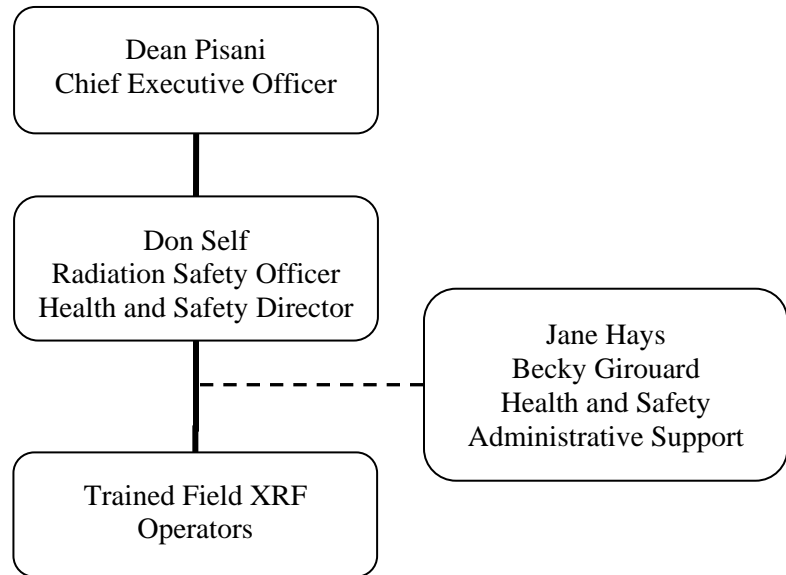 Dean Pisani
Chief Executive Officer
Don Self
Radiation Safety Officer
Health and Safety Director
Jane Hays
Becky Girouard
Health and Safety
Administrative Support
Trained Field XRF
Operators